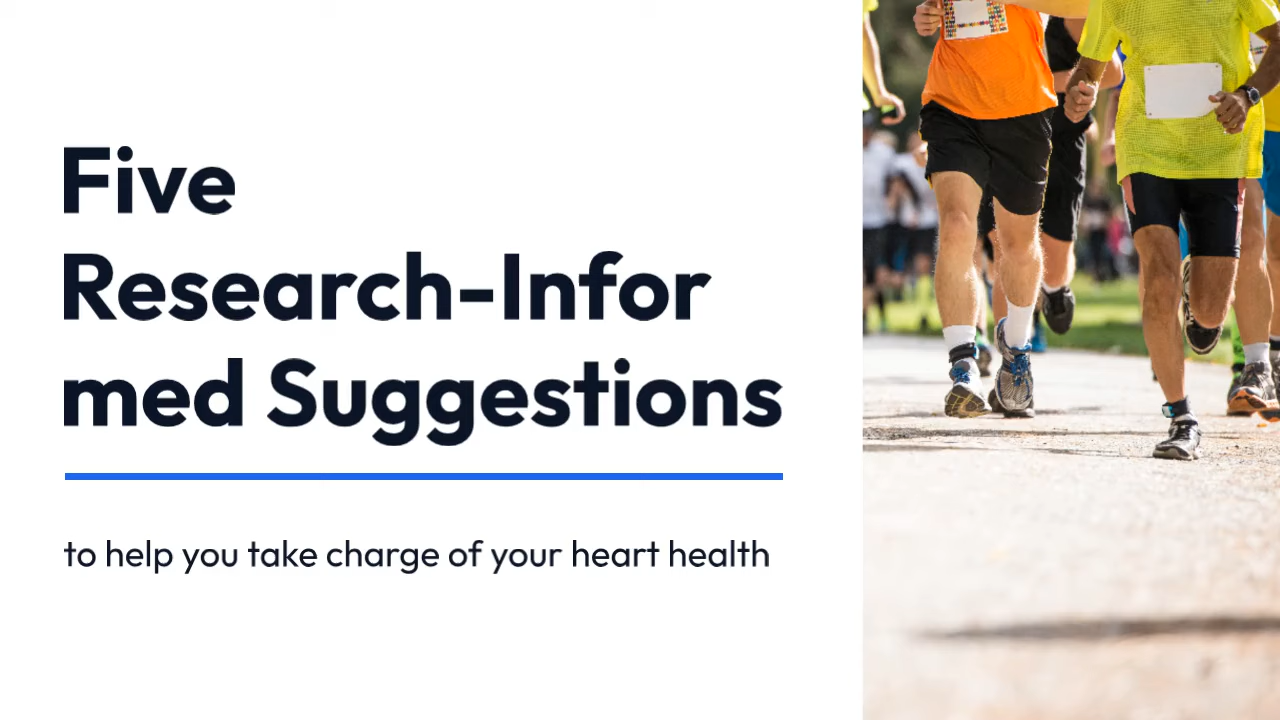 Five
Research-Infor
med Suggestions
to help you take charge of your heart health